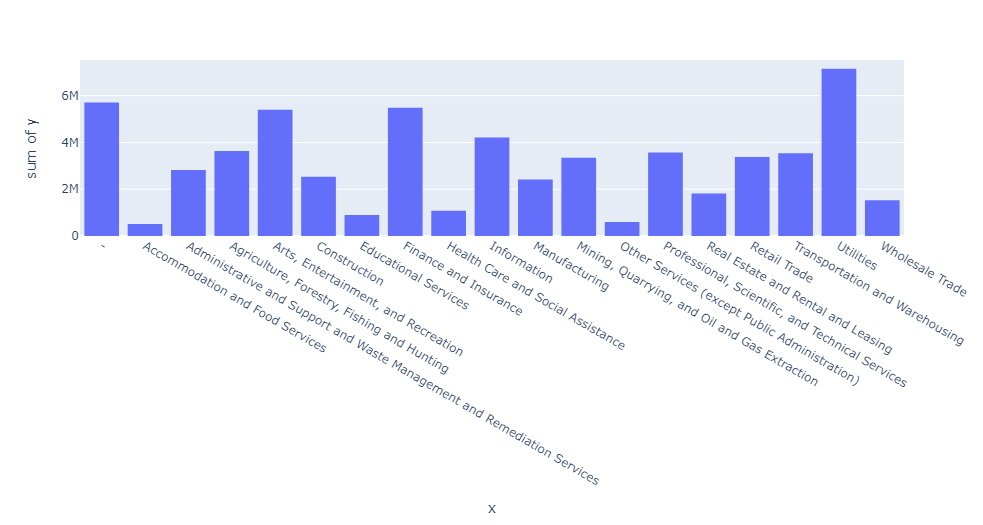 sum of y
6M
4M
2M
0
-
Accommodation and Food Services
Administrative and Support and Waste Management and Remediation Services
Agriculture, Forestry, Fishing and Hunting
Arts, Entertainment, and Recreation
Construction
Educational Services
Finance and Insurance
Health Care and Social Assistance
Information
Manufacturing
Mining, Quarrying, and Oil and Gas Extraction
Other Services (except Public Administration)
Professional, Scientific, and Technical Services
Real Estate and Rental and Leasing
Retail Trade
Transportation and Warehousing
Utilities
Wholesale Trade
x